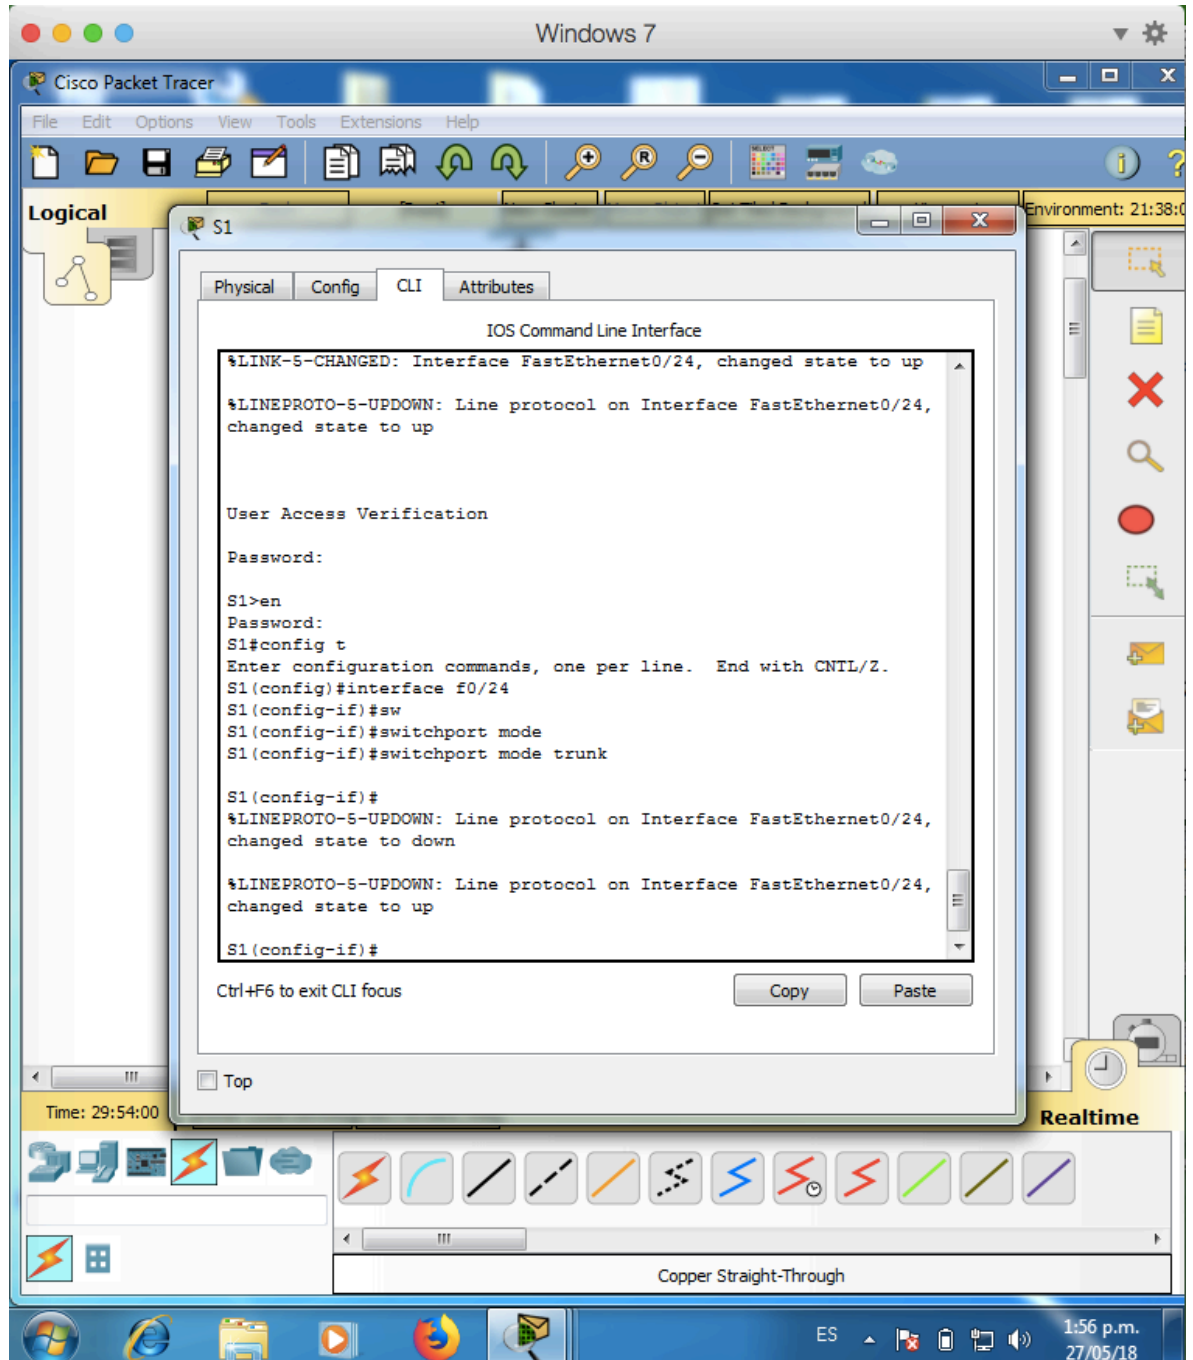 Windows 7
Cisco Packet Tracer
File Edit Options View Tools Extensions Help
Logical
Environment: 21:38:0
S1
Physical Config CLI Attributes
IOS Command Line Interface
%LINK-5-CHANGED: Interface FastEthernet0/24, changed state to up
%LINEPROTO-5-UPDOWN: Line protocol on Interface FastEthernet0/24,
changed state to up
User Access Verification
Password:
S1>en
Password:
S1#config t
Enter configuration commands, one per line.  End with CNTL/Z.
S1(config)#interface f0/24
S1(config-if)#sw
S1(config-if)#switchport mode
S1(config-if)#switchport mode trunk
S1(config-if)#
%LINEPROTO-5-UPDOWN: Line protocol on Interface FastEthernet0/24,
changed state to down
%LINEPROTO-5-UPDOWN: Line protocol on Interface FastEthernet0/24,
changed state to up
S1(config-if)#
Ctrl+F6 to exit CLI focus
Copy Paste
Top
Time: 29:54:00
Realtime
Copper Straight-Through
ES
1:56 p.m.
27/05/18